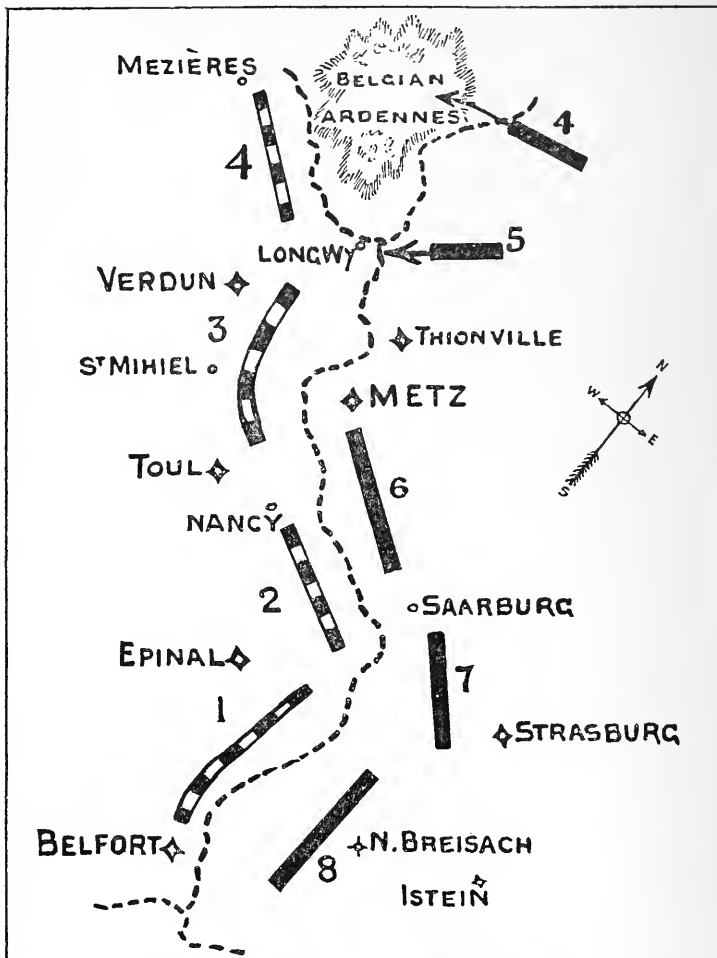 MEZIÈRES
BELGIAN
ARDENNES
4
4
LONGWY
5
VERDUN
3
THIONVILLE
ST MIHIEL
METZ
N
W
E
S
TOUL
6
NANCY
2
SAARBURG
EPINAL
7
1
STRASBURG
BELFORT
8
N. BREISACH
ISTEIN